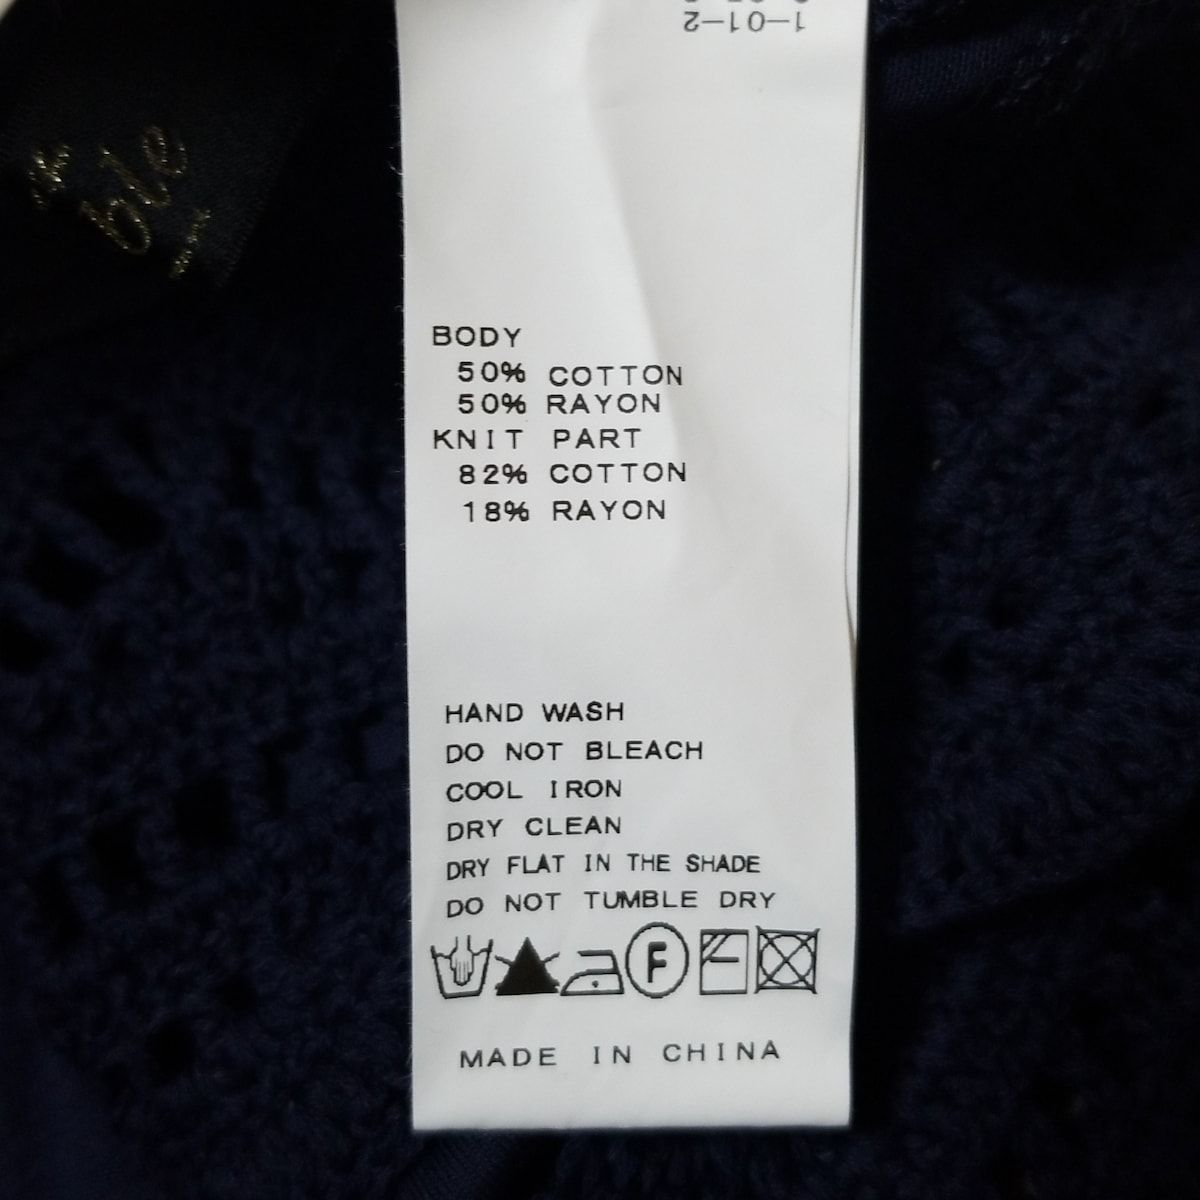 1-01-2
ble
BODY
50% COTTON
50% RAYON
KNIT PART
82% COTTON
18% RAYON
HAND WASH
DO NOT BLEACH
COOL IRON
DRY CLEAN
DRY FLAT IN THE SHADE
DO NOT TUMBLE DRY
F
MADE IN CHINA